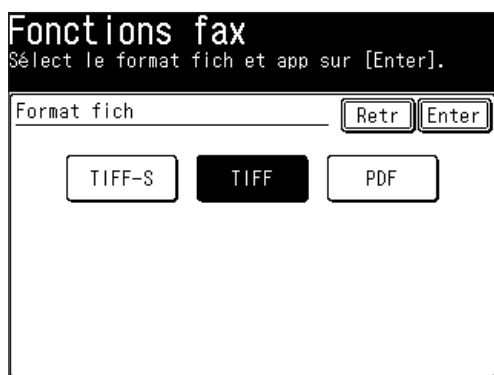 Fonctions fax
Sélect le format fich et app sur [Enter].
Format fich
Retr Enter
TIFF-S TIFF PDF